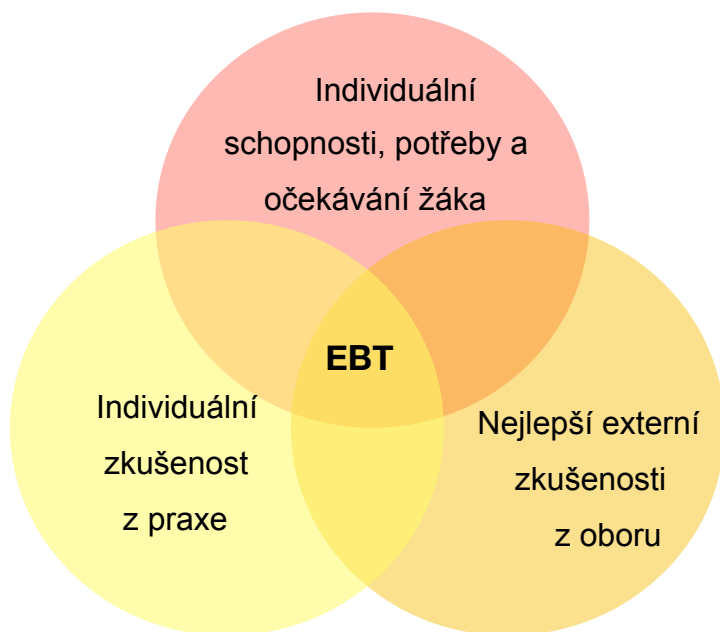 Individuální
schopnosti, potřeby a
očekávání žáka
EBT
Individuální
zkušenost
z praxe
Nejlepší externí
zkušenosti
z oboru